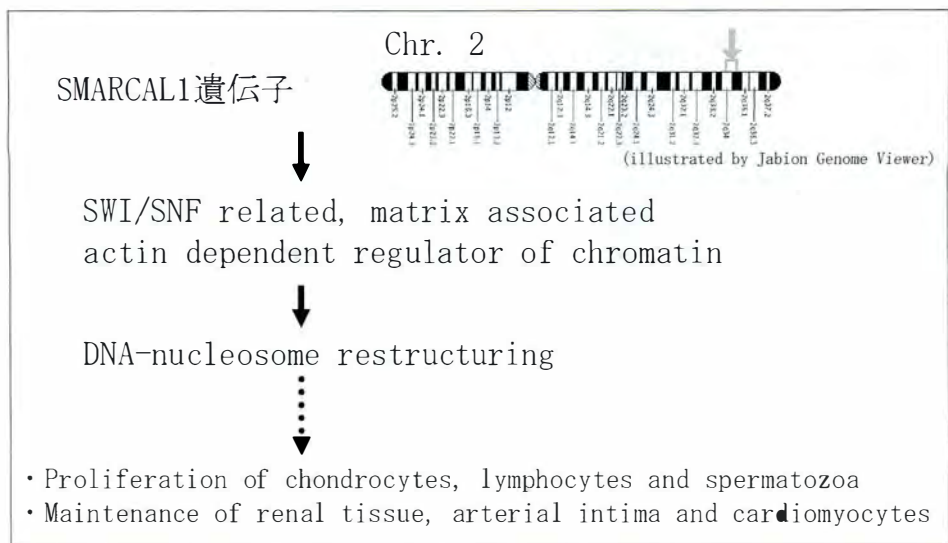 Chr. 2
SMARCAL1遺伝子
(illustrated by Jabion Genome Viewer)
SWI/SNF related, matrix associated
actin dependent regulator of chromatin
DNA-nucleosome restructuring
・Proliferation of chondrocytes, lymphocytes and spermatozoa
・Maintenance of renal tissue, arterial intima and cardiomyocytes